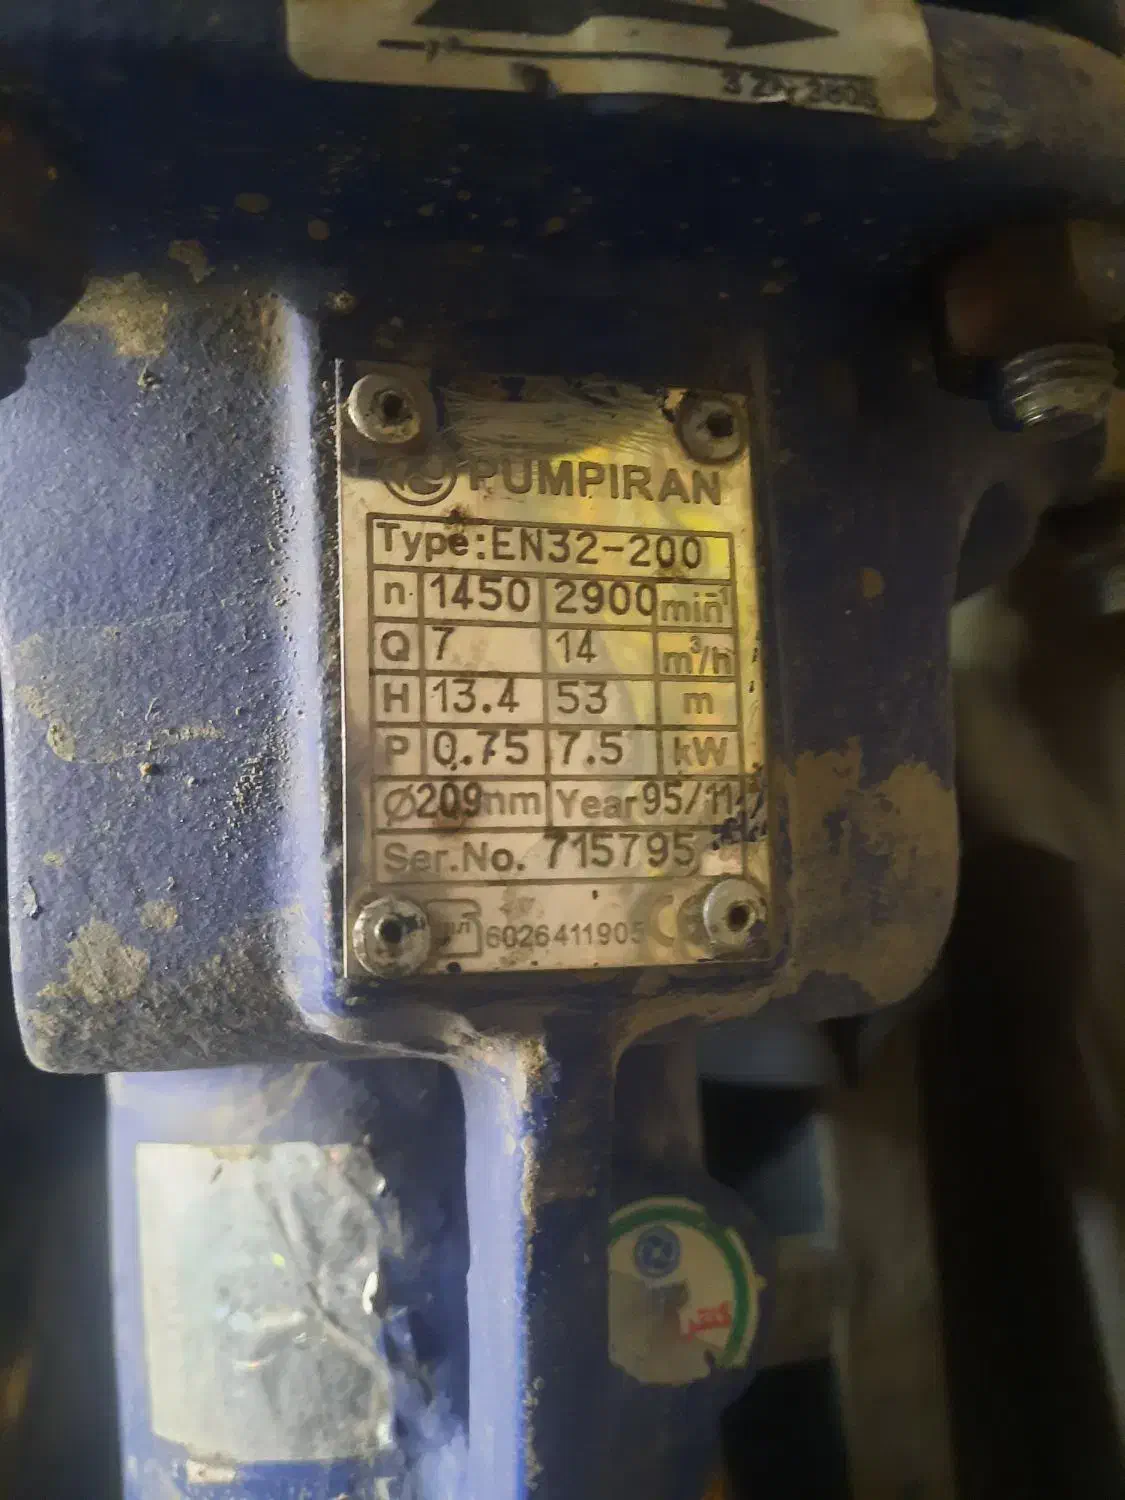 PUMPIRAN
Type:EN32-200
n 1450 2900 min⁻¹
Q 7 14 m³/h
H 13.4 53 m
P 0.75 7.5 kW
Ø209mm Year 95/11
Ser.No. 715795
6026411905 CE